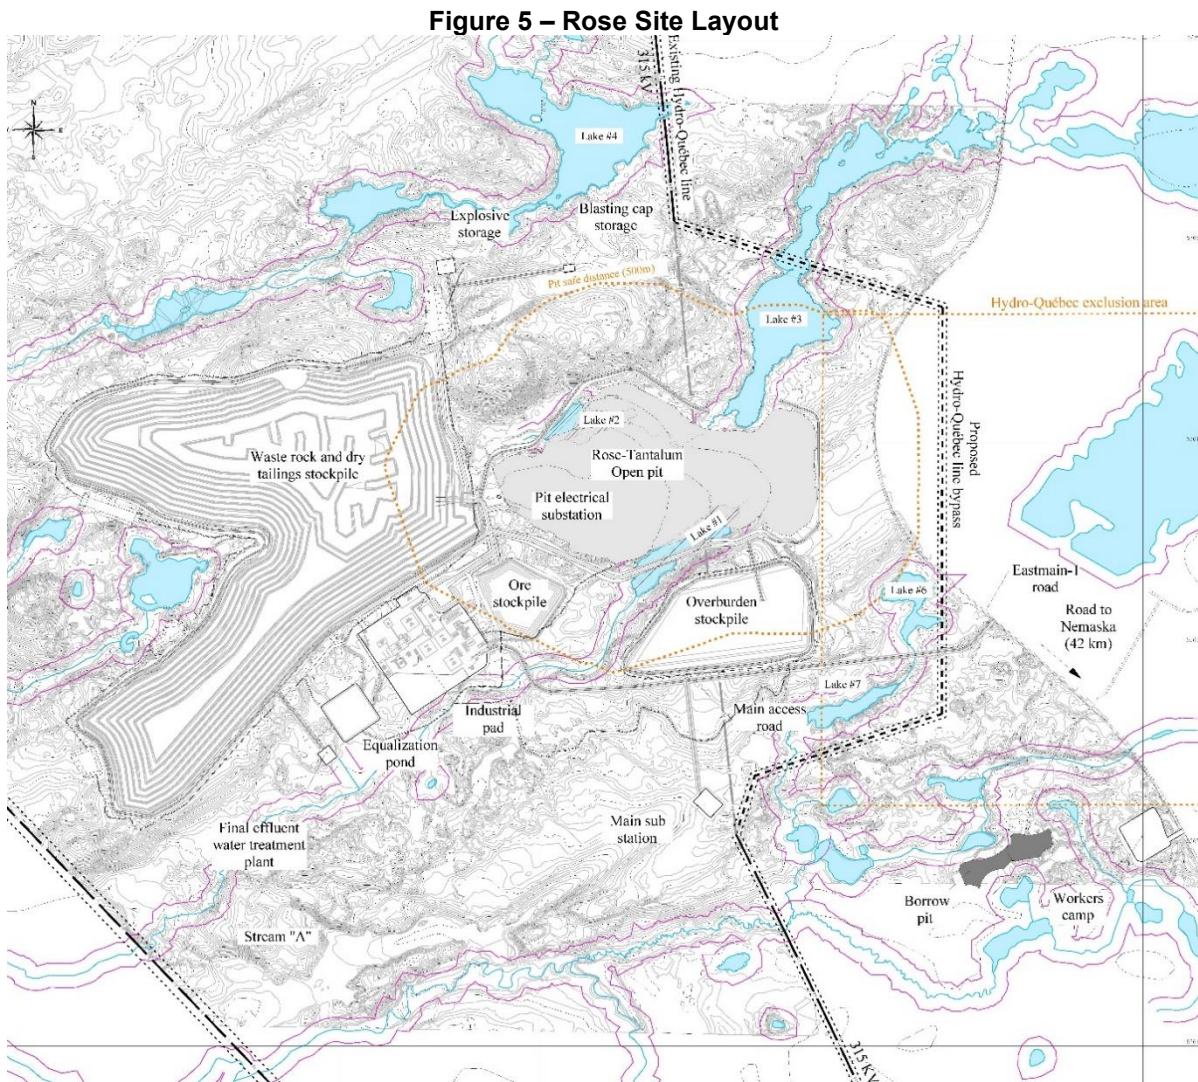 Figure 5 – Rose Site Layout
N
E
Existing Hydro-Québec line
315 KV
Lake #4
Explosive
storage
Blasting cap
storage
Pit safe distance (500m)
Hydro-Québec exclusion area
Lake #3
Proposed
Hydro-Québec line bypass
Lake #2
Waste rock and dry
tailings stockpile
Rose-Tantalum
Open pit
Pit electrical
substation
Lake #1
Ore
stockpile
Overburden
stockpile
Lake #6
Eastmain-1
road
Road to
Nemaska
(42 km)
Lake #7
Industrial
pad
Main access
road
Equalization
pond
Final effluent
water treatment
plant
Main sub
station
Borrow
pit
Workers
camp
Stream "A"
315 KV